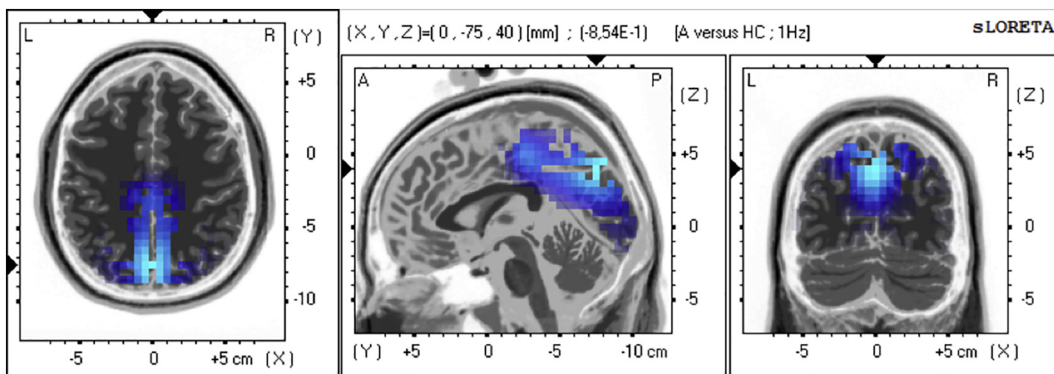 (X,Y,Z)=(0,-75,40)[mm] ; (-8,54E-1) [A versus HC ; 1Hz] sLORETA
L R (Y)
+5
0
-5
-10
-5 0 +5 cm (X)
A P (Z)
+5
0
-5
(Y) +5 0 -5 -10 cm
L R (Z)
+5
0
-5
-5 0 +5 cm (X)